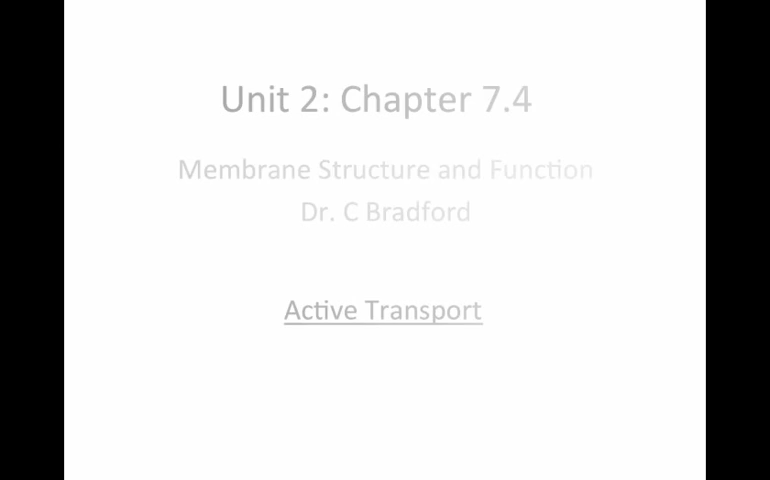 Unit 2: Chapter 7.4
Membrane Structure and Function
Dr. C Bradford
Active Transport